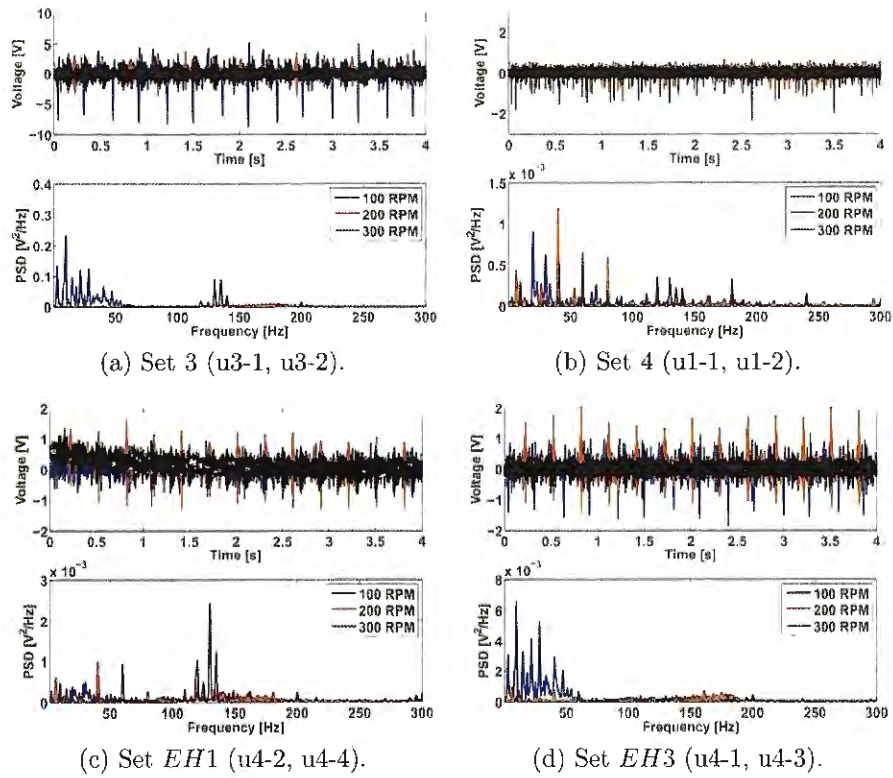 10
5
0
−5
−10
Voltage [V]
0 0.5 1 1.5 2 2.5 3 3.5 4
Time [s]
0.4
0.3
0.2
0.1
0
PSD [V²/Hz]
100 RPM
200 RPM
300 RPM
50 100 150 200 250 300
Frequency [Hz]
(a) Set 3 (u3-1, u3-2).
2
0
−2
Voltage [V]
0 0.5 1 1.5 2 2.5 3 3.5 4
Time [s]
x 10⁻³
1.5
1
0.5
0
PSD [V²/Hz]
100 RPM
200 RPM
300 RPM
50 100 150 200 250 300
Frequency [Hz]
(b) Set 4 (u1-1, u1-2).
2
1
0
−1
−2
Voltage [V]
0 0.5 1 1.5 2 2.5 3 3.5 4
Time [s]
x 10⁻³
3
2
1
0
PSD [V²/Hz]
100 RPM
200 RPM
300 RPM
50 100 150 200 250 300
Frequency [Hz]
(c) Set EH1 (u4-2, u4-4).
2
1
0
−1
−2
Voltage [V]
0 0.5 1 1.5 2 2.5 3 3.5 4
Time [s]
x 10⁻³
8
6
4
2
0
PSD [V²/Hz]
100 RPM
200 RPM
300 RPM
50 100 150 200 250 300
Frequency [Hz]
(d) Set EH3 (u4-1, u4-3).